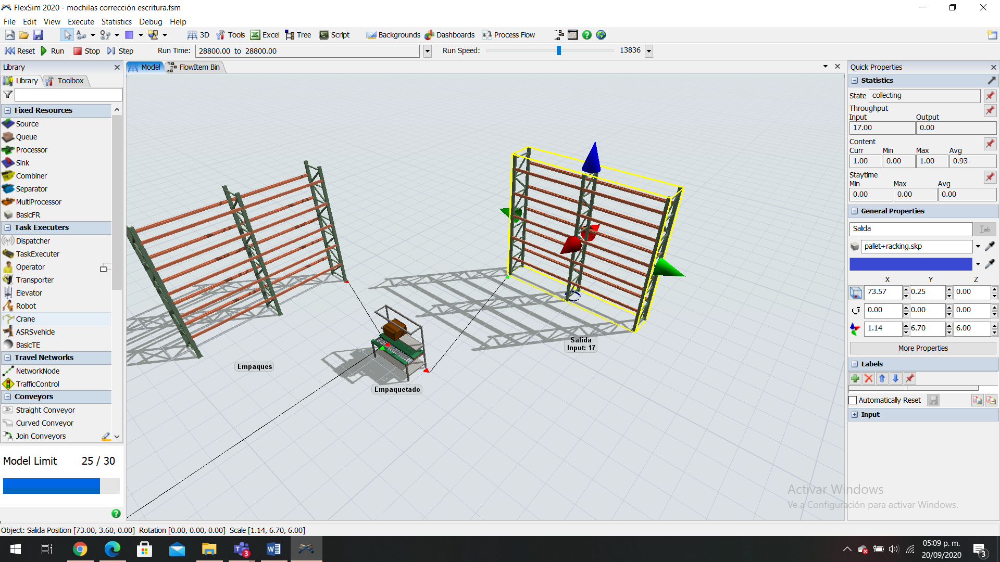 FlexSim 2020 - mochilas corrección escritura.fsm
File Edit View Execute Statistics Debug Help
3D Tools Excel Tree Script Backgrounds Dashboards Process Flow
Reset Run Stop Step Run Time: 28800.00 to 28800.00 Run Speed: 13836
Library
Library Toolbox
Fixed Resources
Source
Queue
Processor
Sink
Combiner
Separator
MultiProcessor
BasicFR
Task Executers
Dispatcher
TaskExecuter
Operator
Transporter
Elevator
Robot
Crane
ASRSvehicle
BasicTE
Travel Networks
NetworkNode
TrafficControl
Conveyors
Straight Conveyor
Curved Conveyor
Join Conveyors
Model Limit 25 / 30
Model FlowItem Bin
Empaques
Empaquetado
Salida
Input: 17
Quick Properties
Statistics
State collecting
Throughput
Input Output
17.00 0.00
Content
Curr Min Max Avg
1.00 0.00 1.00 0.93
Staytime
Min Max Avg
0.00 0.00 0.00
General Properties
Salida
pallet+racking.skp
X Y Z
73.57 0.25 0.00
0.00 0.00 0.00
1.14 6.70 6.00
More Properties
Labels
Automatically Reset
Input
Activar Windows
Ve a Configuración para activar Windows.
Object: Salida Position [73.00, 3.60, 0.00] Rotation [0.00, 0.00, 0.00] Scale [1.14, 6.70, 6.00]
3
05:09 p. m.
20/09/2020
3